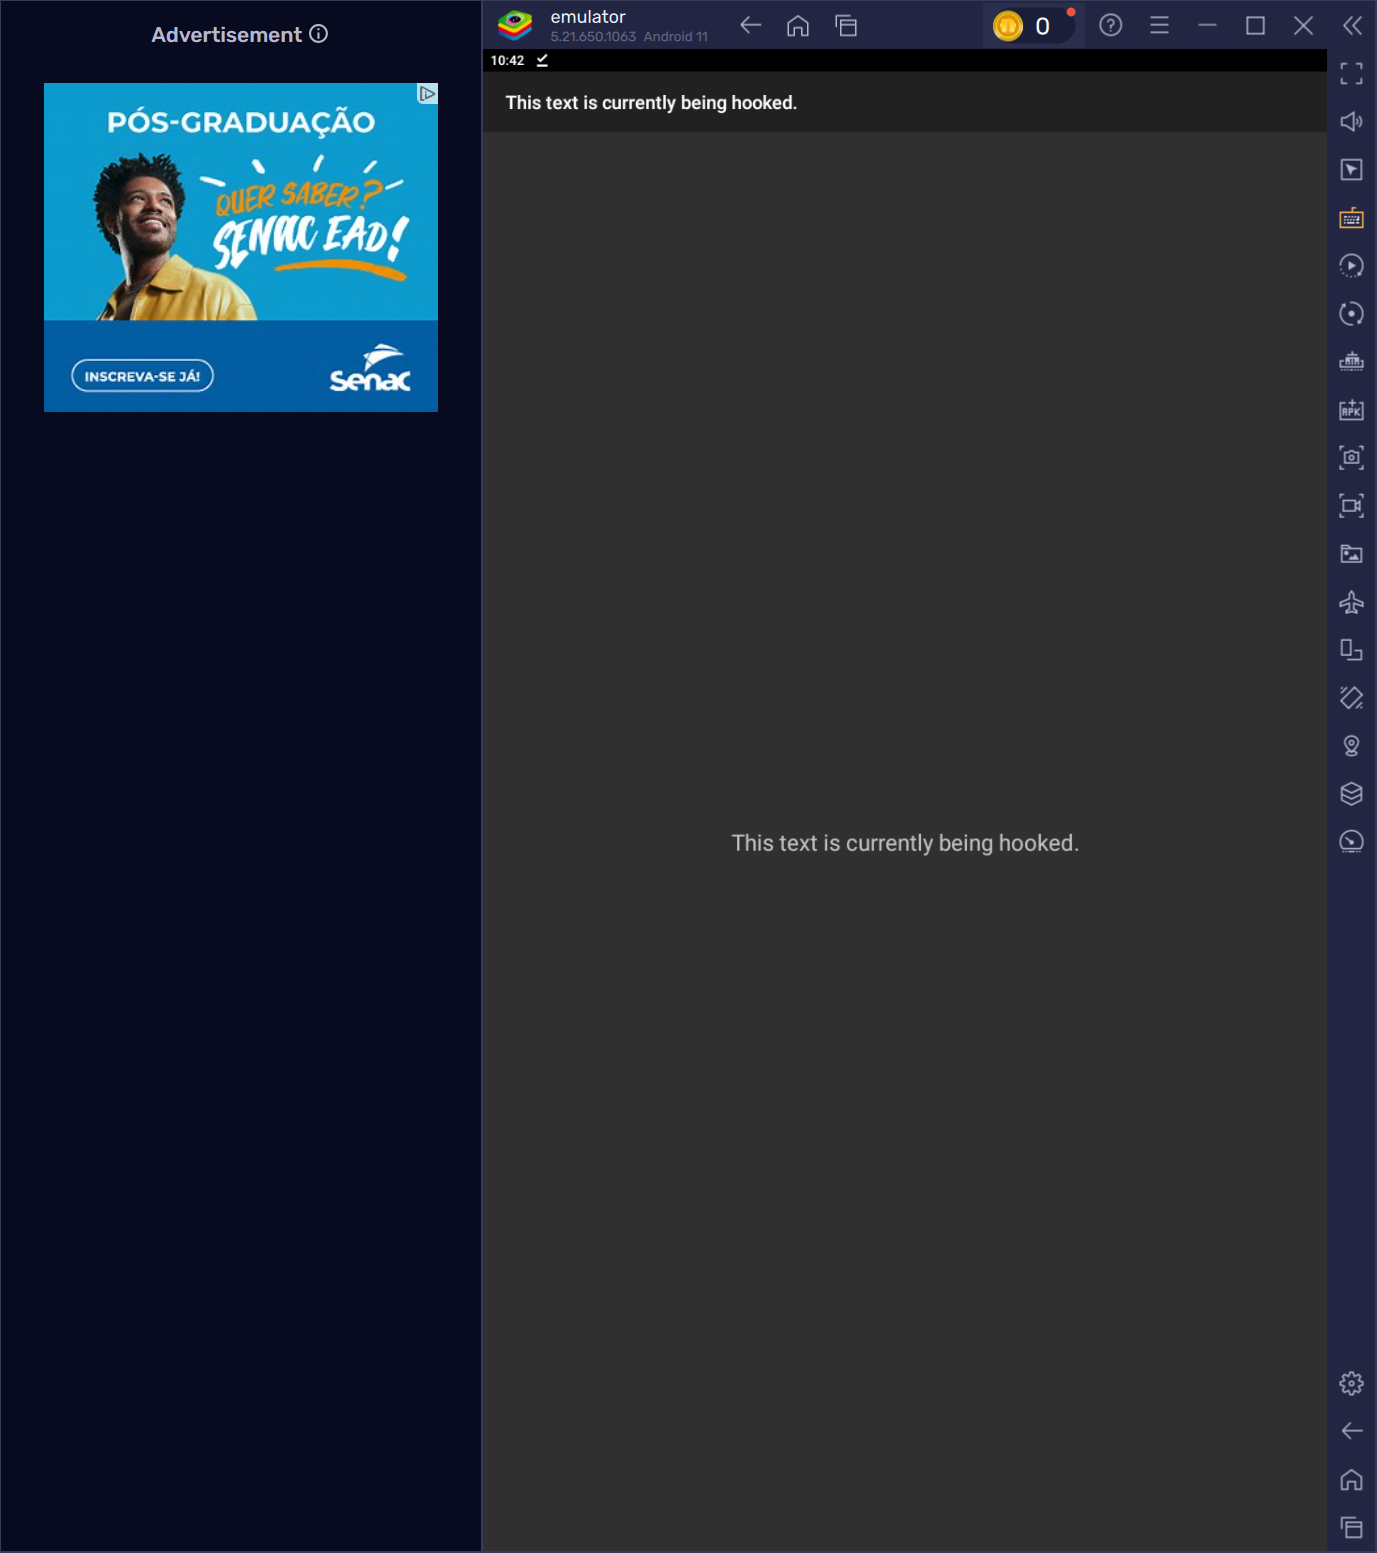 Advertisement
PÓS-GRADUAÇÃO
QUER SABER?
SENAC EAD!
INSCREVA-SE JÁ!
Senac
emulator
5.21.650.1063 Android 11
0
10:42
This text is currently being hooked.
APK
This text is currently being hooked.